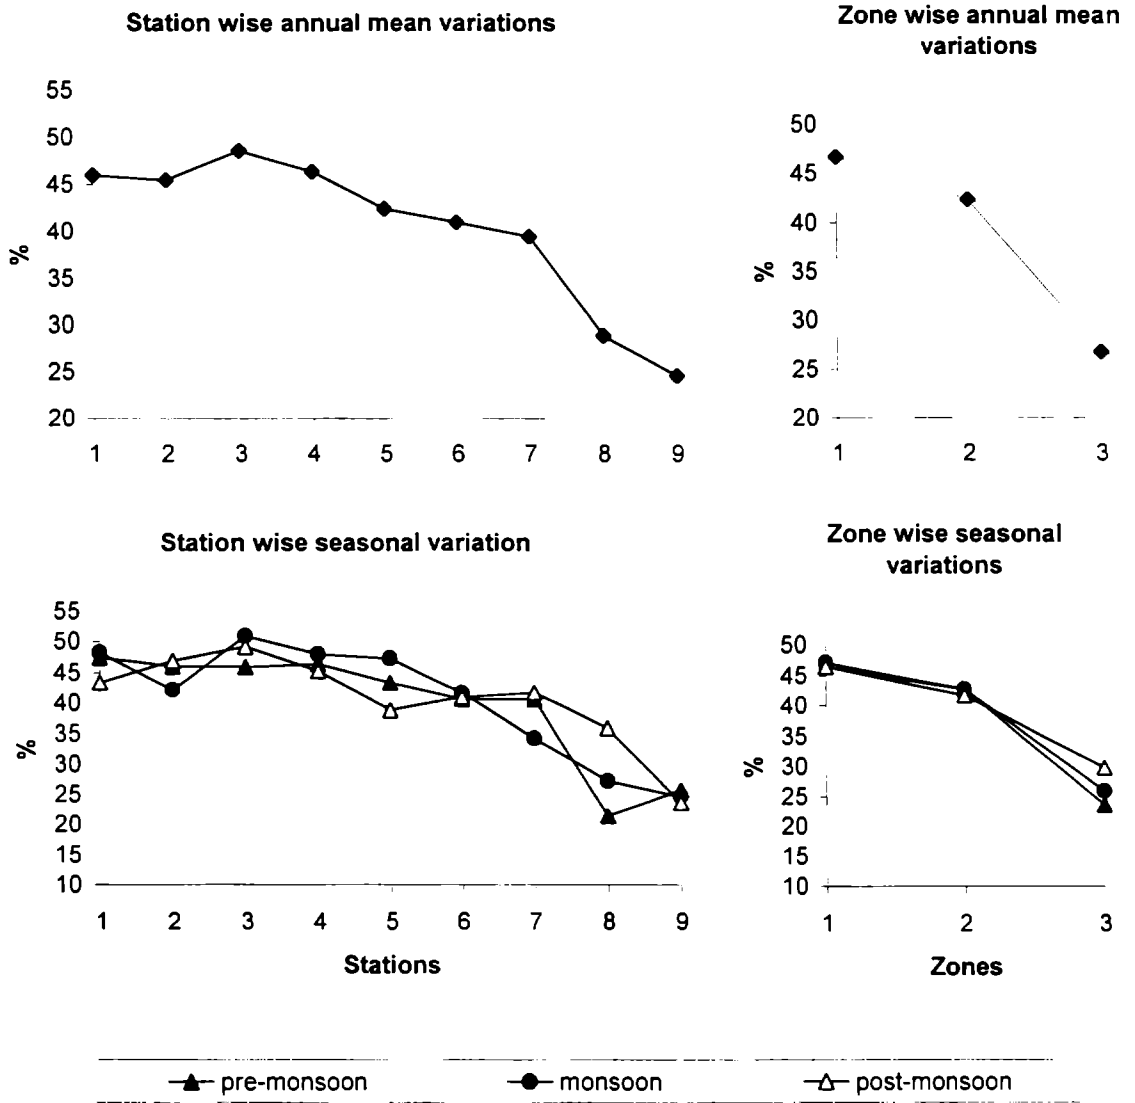 Station wise annual mean variations
55
50
45
40
35
30
25
20
%
1 2 3 4 5 6 7 8 9
Zone wise annual mean
variations
50
45
40
35
30
25
20
%
1 2 3
Station wise seasonal variation
55
50
45
40
35
30
25
20
15
10
%
1 2 3 4 5 6 7 8 9
Stations
Zone wise seasonal
variations
50
45
40
35
30
25
20
15
10
%
1 2 3
Zones
pre-monsoon monsoon post-monsoon